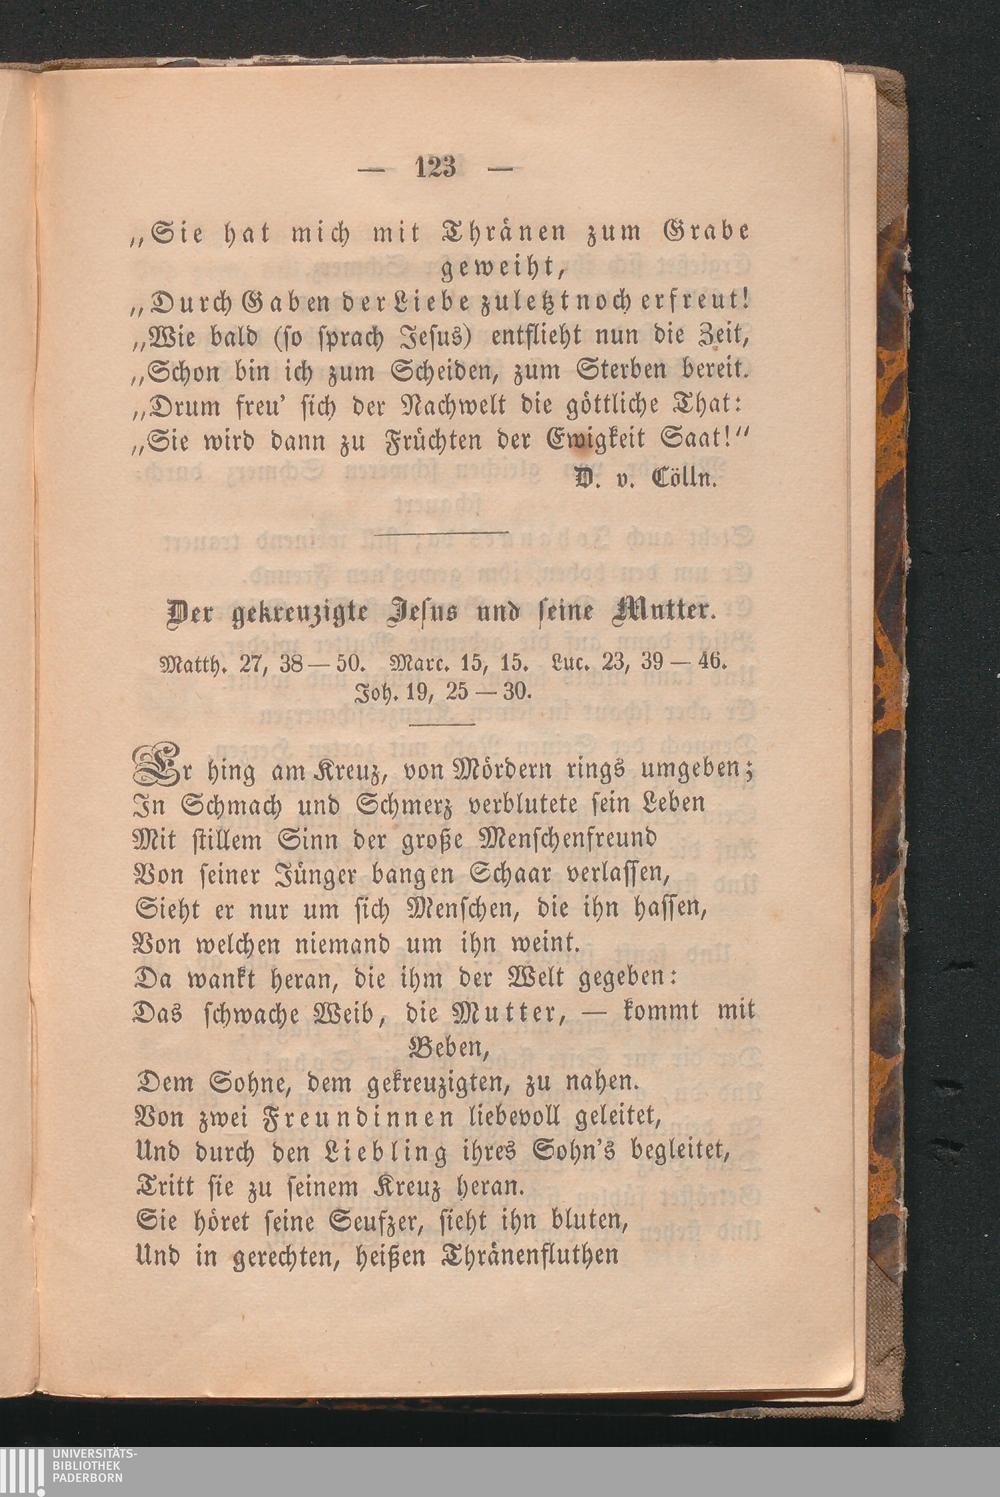 — 123 —
„Sie hat mich mit Thränen zum Grabe
geweiht,
„Durch Gaben der Liebe zuletzt noch erfreut!
„Wie bald (so sprach Jesus) entflieht nun die Zeit,
„Schon bin ich zum Scheiden, zum Sterben bereit.
„Drum freu' sich der Nachwelt die göttliche That:
„Sie wird dann zu Früchten der Ewigkeit Saat!“
D. v. Cölln.
Der gekreuzigte Jesus und seine Mutter.
Matth. 27, 38 — 50. Marc. 15, 15. Luc. 23, 39 — 46.
Joh. 19, 25 — 30.
Er hing am Kreuz, von Mördern rings umgeben;
In Schmach und Schmerz verblutete sein Leben
Mit stillem Sinn der große Menschenfreund
Von seiner Jünger bangen Schaar verlassen,
Sieht er nur um sich Menschen, die ihn hassen,
Von welchen niemand um ihn weint.
Da wankt heran, die ihm der Welt gegeben:
Das schwache Weib, die Mutter, — kommt mit
Beben,
Dem Sohne, dem gekreuzigten, zu nahen.
Von zwei Freundinnen liebevoll geleitet,
Und durch den Liebling ihres Sohn's begleitet,
Tritt sie zu seinem Kreuz heran.
Sie höret seine Seufzer, sieht ihn bluten,
Und in gerechten, heißen Thränenfluthen
UNIVERSITÄTS-
BIBLIOTHEK
PADERBORN